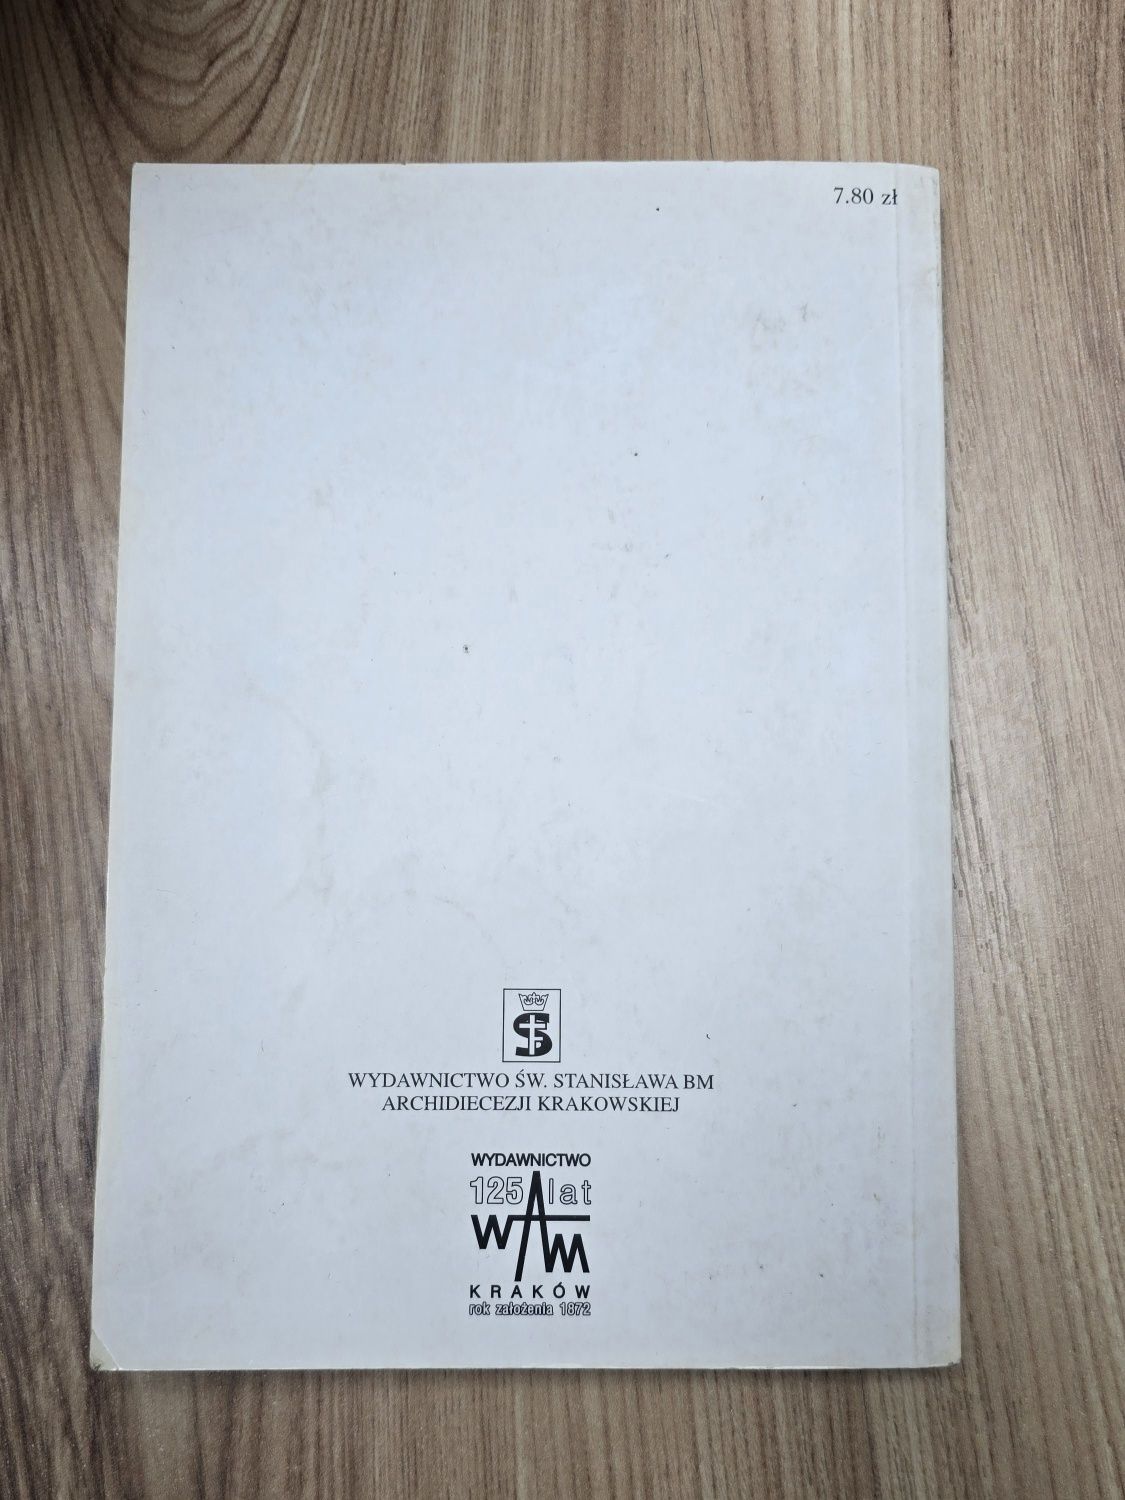 7.80 zł
WYDAWNICTWO ŚW. STANISŁAWA BM
ARCHIDIECEZJI KRAKOWSKIEJ
WYDAWNICTWO
125 lat
WAM
KRAKÓW
rok założenia 1872